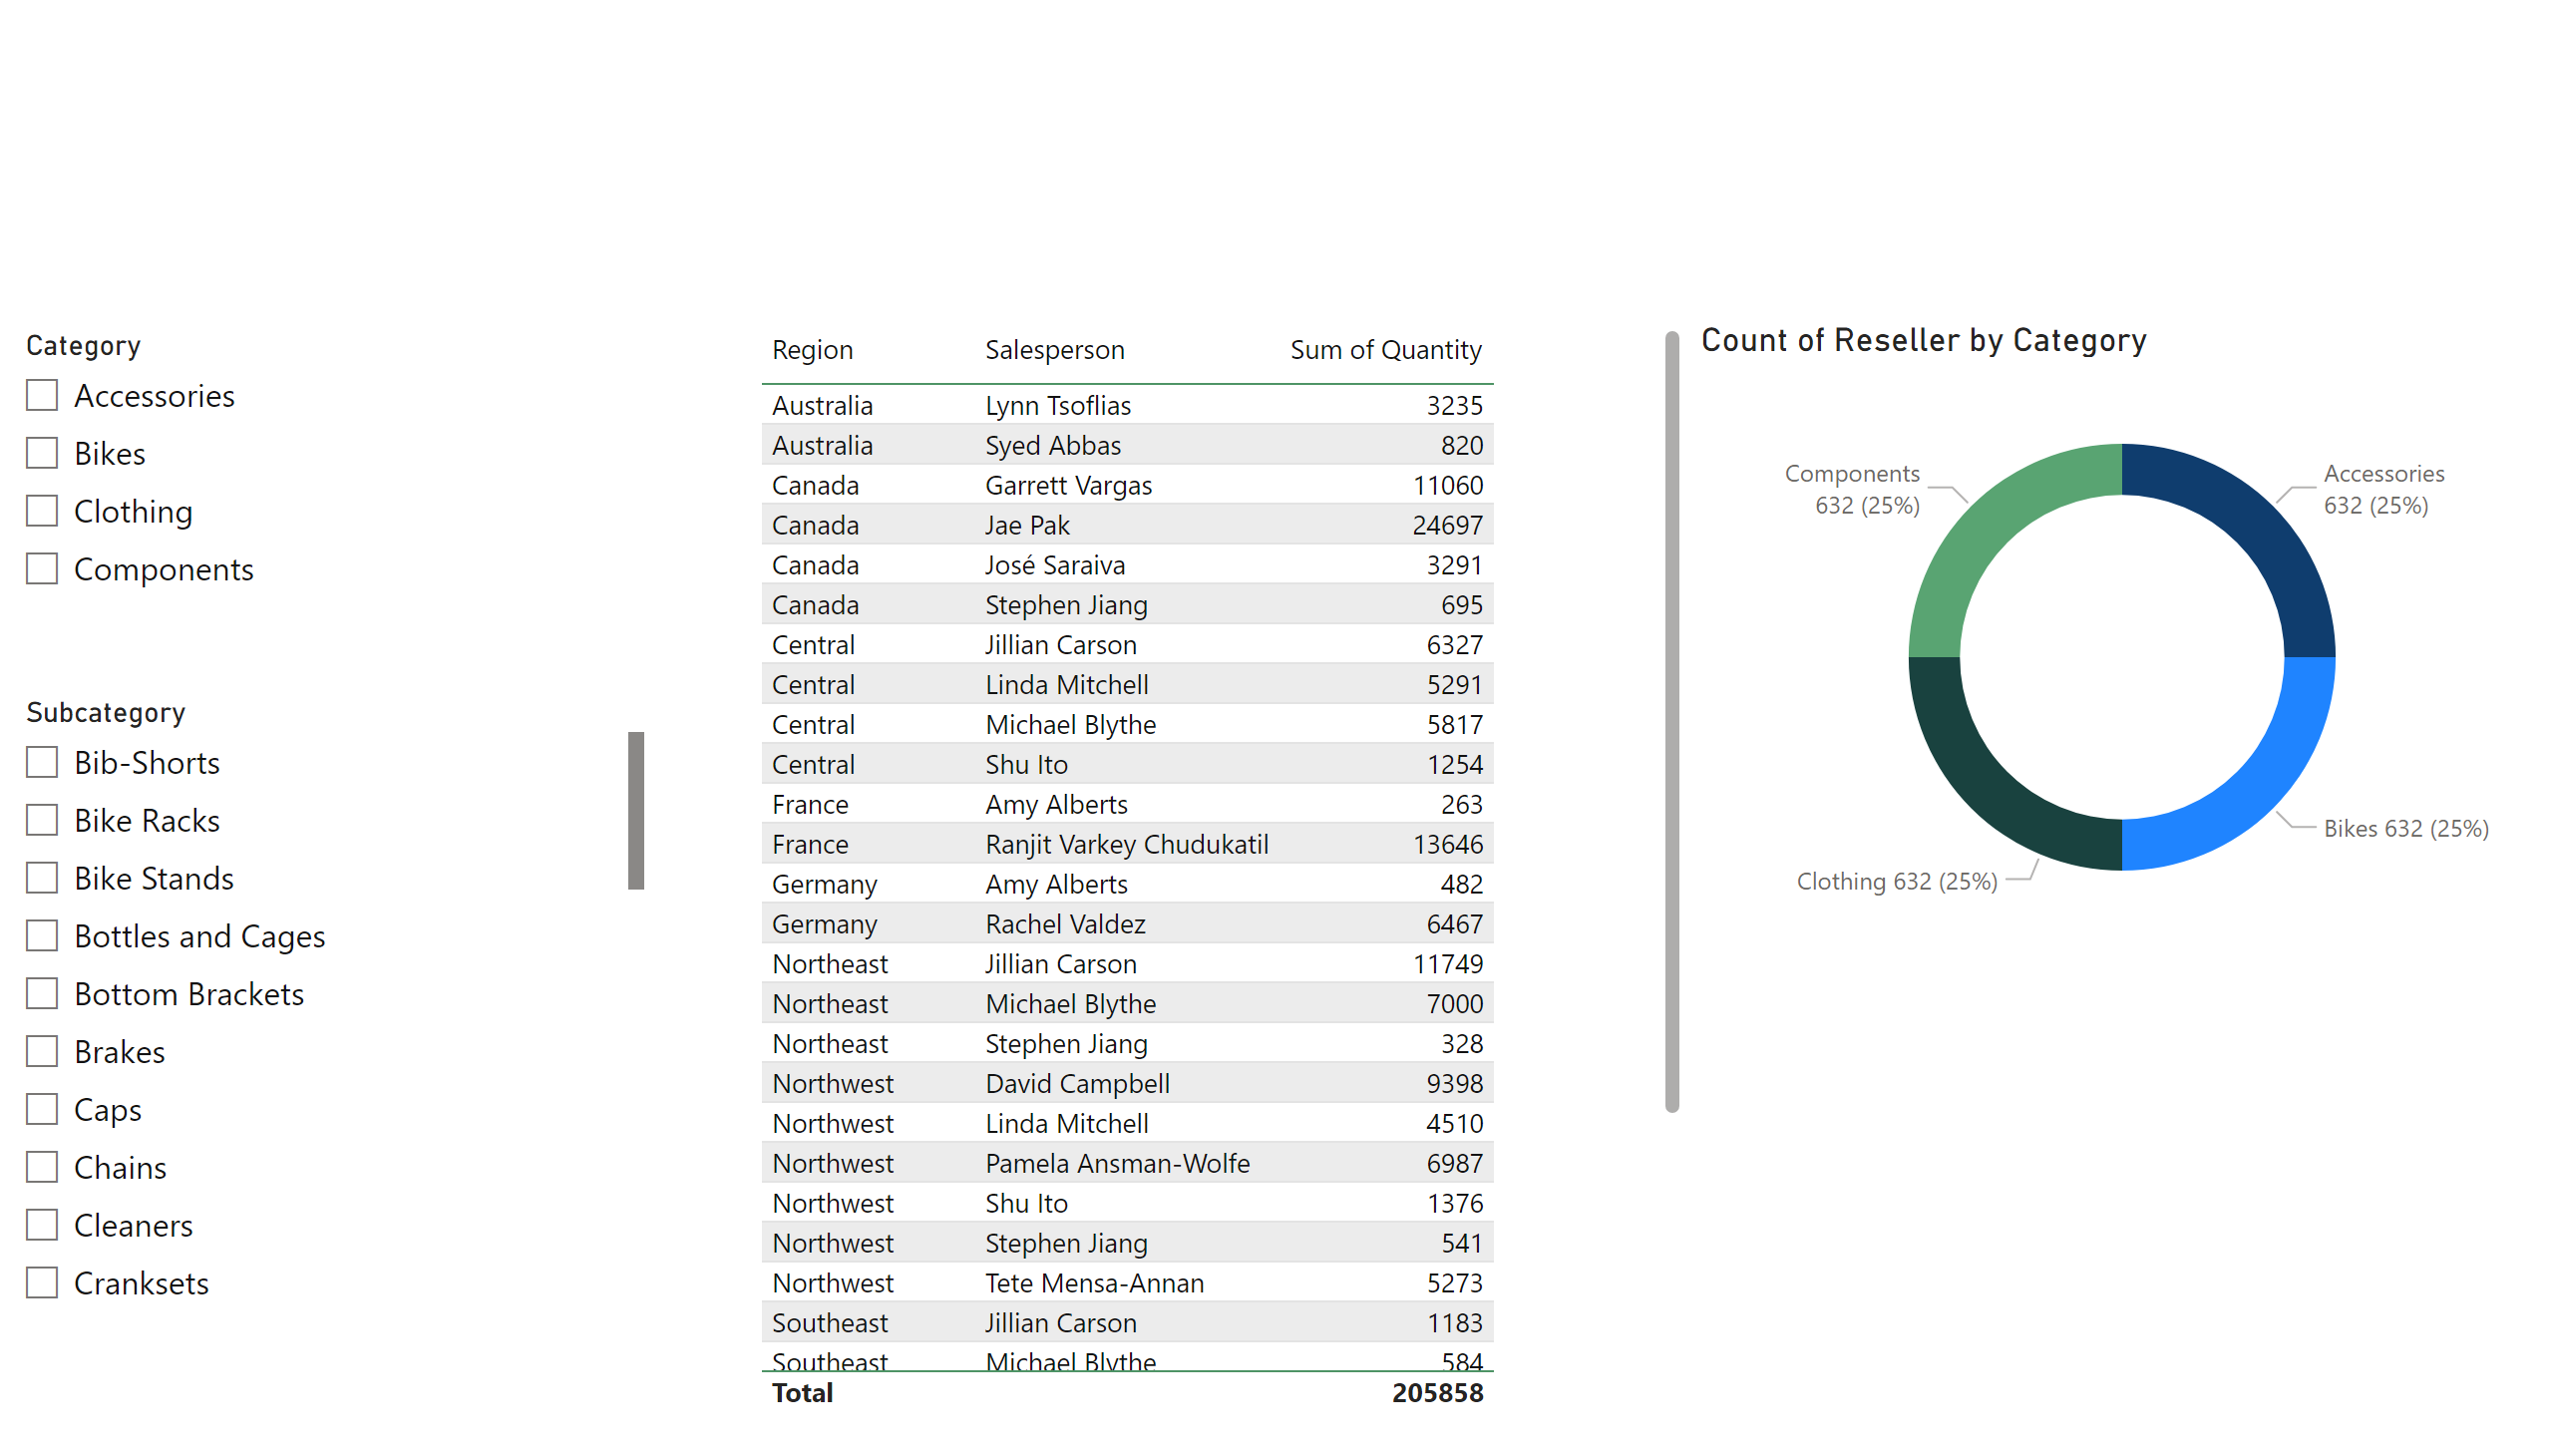 Category
Accessories
Bikes
Clothing
Components
Subcategory
Bib-Shorts
Bike Racks
Bike Stands
Bottles and Cages
Bottom Brackets
Brakes
Caps
Chains
Cleaners
Cranksets
Region Salesperson Sum of Quantity
Australia Lynn Tsoflias 3235
Australia Syed Abbas 820
Canada Garrett Vargas 11060
Canada Jae Pak 24697
Canada José Saraiva 3291
Canada Stephen Jiang 695
Central Jillian Carson 6327
Central Linda Mitchell 5291
Central Michael Blythe 5817
Central Shu Ito 1254
France Amy Alberts 263
France Ranjit Varkey Chudukatil 13646
Germany Amy Alberts 482
Germany Rachel Valdez 6467
Northeast Jillian Carson 11749
Northeast Michael Blythe 7000
Northeast Stephen Jiang 328
Northwest David Campbell 9398
Northwest Linda Mitchell 4510
Northwest Pamela Ansman-Wolfe 6987
Northwest Shu Ito 1376
Northwest Stephen Jiang 541
Northwest Tete Mensa-Annan 5273
Southeast Jillian Carson 1183
Southeast Michael Blythe 584
Total 205858
Count of Reseller by Category
Components
632 (25%)
Accessories
632 (25%)
Bikes 632 (25%)
Clothing 632 (25%)